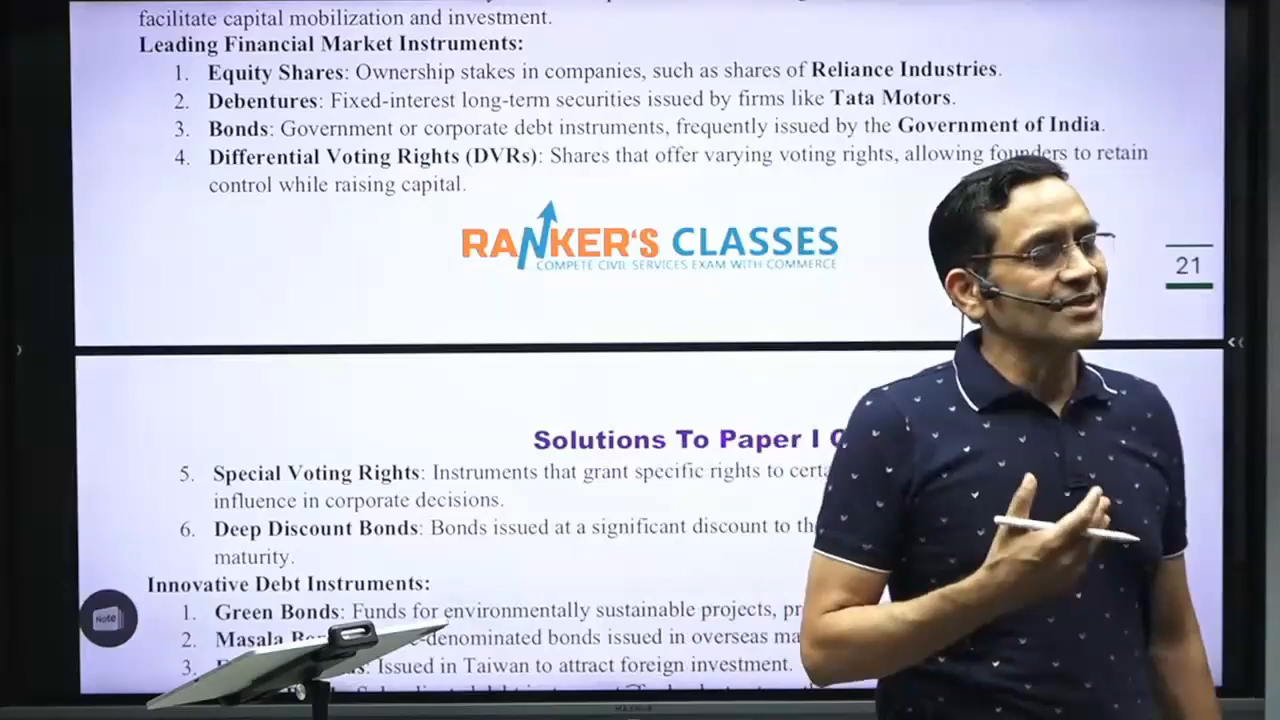 facilitate capital mobilization and investment.
Leading Financial Market Instruments:
1. Equity Shares: Ownership stakes in companies, such as shares of Reliance Industries.
2. Debentures: Fixed-interest long-term securities issued by firms like Tata Motors.
3. Bonds: Government or corporate debt instruments, frequently issued by the Government of India.
4. Differential Voting Rights (DVRs): Shares that offer varying voting rights, allowing founders to retain
control while raising capital.
RANKER'S CLASSES
COMPETE CIVIL SERVICES EXAM WITH COMMERCE
21
Solutions To Paper I
5. Special Voting Rights: Instruments that grant specific rights to
influence in corporate decisions.
6. Deep Discount Bonds: Bonds issued at a significant discount to
maturity.
Innovative Debt Instruments:
1. Green Bonds: Funds for environmentally sustainable projects,
Note
2. Masala denominated bonds issued in overseas
3. Issued in Taiwan to attract foreign investment.